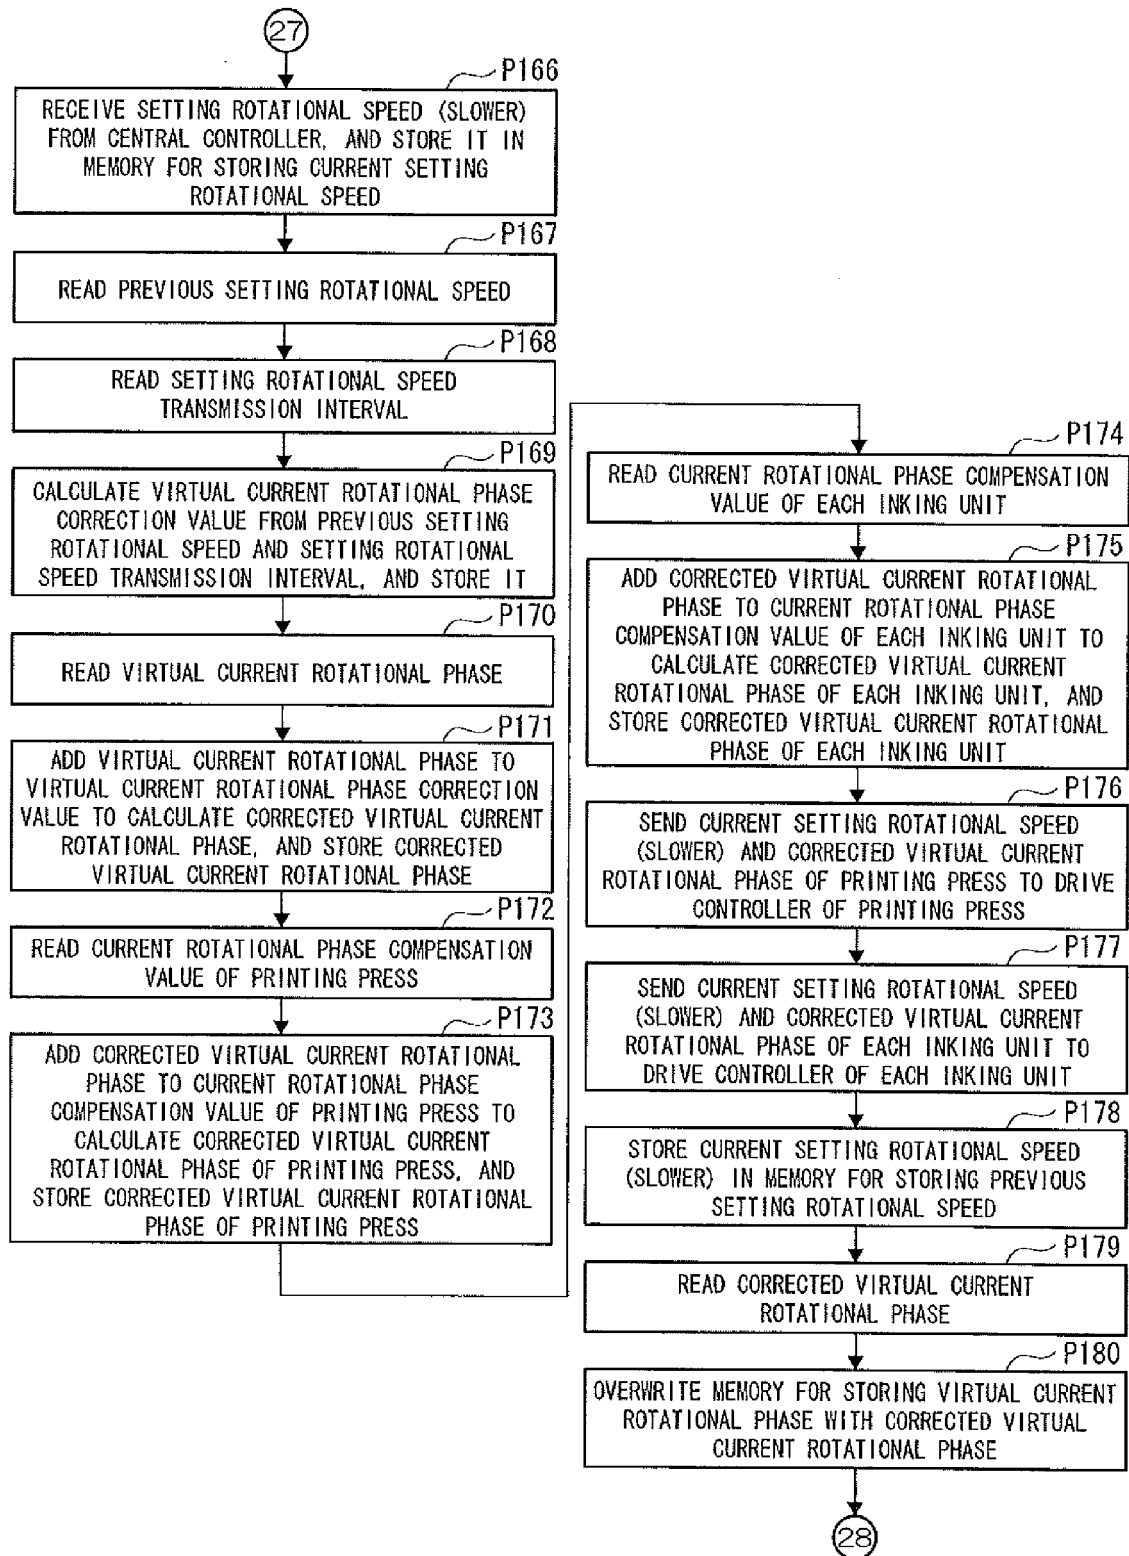 27
P166
RECEIVE SETTING ROTATIONAL SPEED (SLOWER)
FROM CENTRAL CONTROLLER, AND STORE IT IN
MEMORY FOR STORING CURRENT SETTING
ROTATIONAL SPEED
P167
READ PREVIOUS SETTING ROTATIONAL SPEED
P168
READ SETTING ROTATIONAL SPEED
TRANSMISSION INTERVAL
P169
CALCULATE VIRTUAL CURRENT ROTATIONAL PHASE
CORRECTION VALUE FROM PREVIOUS SETTING
ROTATIONAL SPEED AND SETTING ROTATIONAL
SPEED TRANSMISSION INTERVAL, AND STORE IT
P170
READ VIRTUAL CURRENT ROTATIONAL PHASE
P171
ADD VIRTUAL CURRENT ROTATIONAL PHASE TO
VIRTUAL CURRENT ROTATIONAL PHASE CORRECTION
VALUE TO CALCULATE CORRECTED VIRTUAL CURRENT
ROTATIONAL PHASE, AND STORE CORRECTED
VIRTUAL CURRENT ROTATIONAL PHASE
P172
READ CURRENT ROTATIONAL PHASE COMPENSATION
VALUE OF PRINTING PRESS
P173
ADD CORRECTED VIRTUAL CURRENT ROTATIONAL
PHASE TO CURRENT ROTATIONAL PHASE
COMPENSATION VALUE OF PRINTING PRESS TO
CALCULATE CORRECTED VIRTUAL CURRENT
ROTATIONAL PHASE OF PRINTING PRESS, AND
STORE CORRECTED VIRTUAL CURRENT ROTATIONAL
PHASE OF PRINTING PRESS
P174
READ CURRENT ROTATIONAL PHASE COMPENSATION
VALUE OF EACH INKING UNIT
P175
ADD CORRECTED VIRTUAL CURRENT ROTATIONAL
PHASE TO CURRENT ROTATIONAL PHASE
COMPENSATION VALUE OF EACH INKING UNIT TO
CALCULATE CORRECTED VIRTUAL CURRENT
ROTATIONAL PHASE OF EACH INKING UNIT, AND
STORE CORRECTED VIRTUAL CURRENT ROTATIONAL
PHASE OF EACH INKING UNIT
P176
SEND CURRENT SETTING ROTATIONAL SPEED
(SLOWER) AND CORRECTED VIRTUAL CURRENT
ROTATIONAL PHASE OF PRINTING PRESS TO DRIVE
CONTROLLER OF PRINTING PRESS
P177
SEND CURRENT SETTING ROTATIONAL SPEED
(SLOWER) AND CORRECTED VIRTUAL CURRENT
ROTATIONAL PHASE OF EACH INKING UNIT TO
DRIVE CONTROLLER OF EACH INKING UNIT
P178
STORE CURRENT SETTING ROTATIONAL SPEED
(SLOWER) IN MEMORY FOR STORING PREVIOUS
SETTING ROTATIONAL SPEED
P179
READ CORRECTED VIRTUAL CURRENT
ROTATIONAL PHASE
P180
OVERWRITE MEMORY FOR STORING VIRTUAL CURRENT
ROTATIONAL PHASE WITH CORRECTED VIRTUAL
CURRENT ROTATIONAL PHASE
28